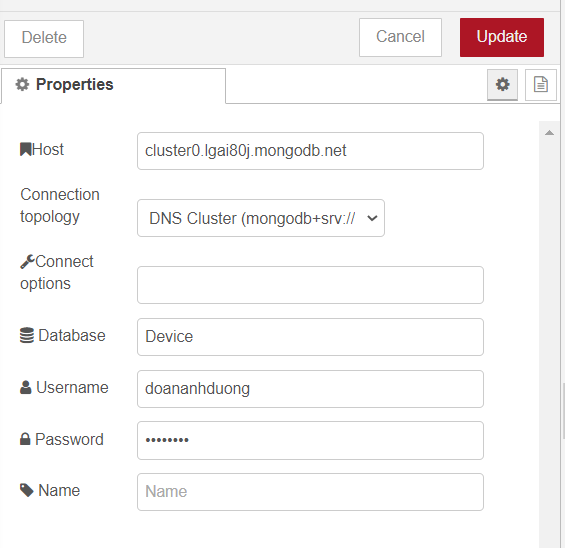 Delete
Cancel
Update
Properties
Host
cluster0.lgai80j.mongodb.net
Connection
topology
DNS Cluster (mongodb+srv://
Connect
options
Database
Device
Username
doananhduong
Password
••••••••
Name
Name